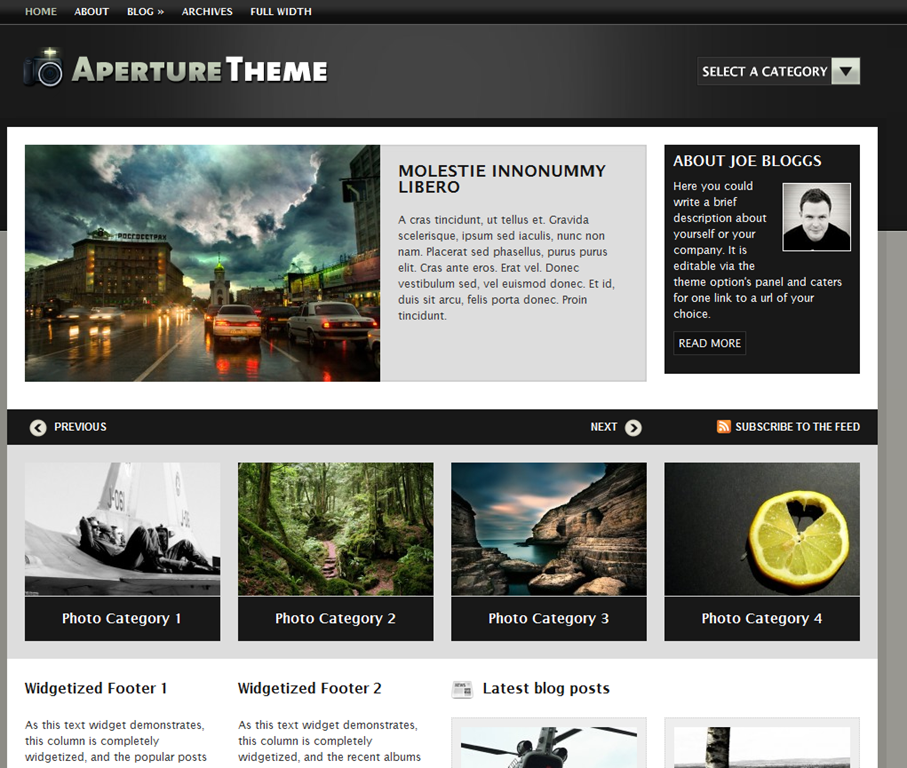 HOME ABOUT BLOG » ARCHIVES FULL WIDTH
APERTURE THEME
SELECT A CATEGORY
РОСГОССТРАХ
MOLESTIE INNONUMMY
LIBERO
A cras tincidunt, ut tellus et. Gravida
scelerisque, ipsum sed iaculis, nunc non
nam. Placerat sed phasellus, purus purus
elit. Cras ante eros. Erat vel. Donec
vestibulum sed, vel euismod donec. Et id,
duis sit arcu, felis porta donec. Proin
tincidunt.
ABOUT JOE BLOGGS
Here you could
write a brief
description about
yourself or your
company. It is
editable via the
theme option's panel and caters
for one link to a url of your
choice.
READ MORE
PREVIOUS
NEXT
SUBSCRIBE TO THE FEED
J-061
Photo Category 1
Photo Category 2
Photo Category 3
Photo Category 4
Widgetized Footer 1
As this text widget demonstrates,
this column is completely
widgetized, and the popular posts
Widgetized Footer 2
As this text widget demonstrates,
this column is completely
widgetized, and the recent albums
Latest blog posts